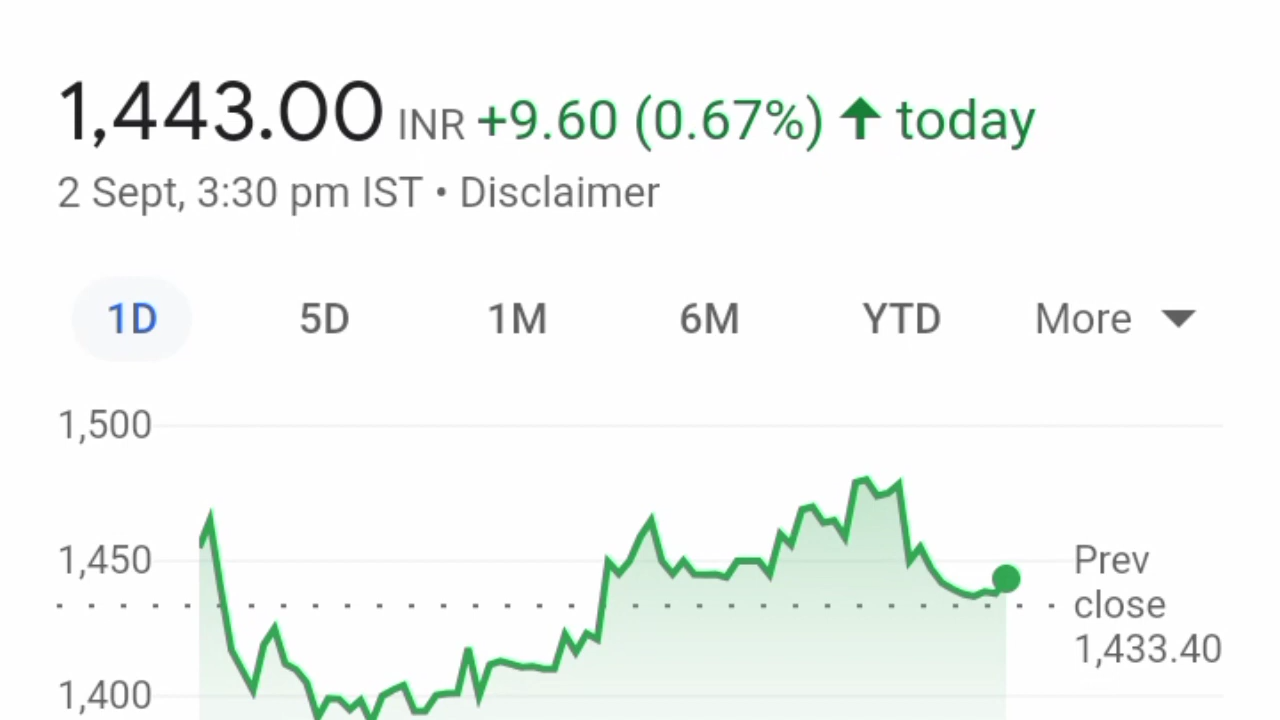 1,443.00 INR +9.60 (0.67%) ↑ today
2 Sept, 3:30 pm IST • Disclaimer
1D 5D 1M 6M YTD More
1,500
1,450
1,400
Prev
close
1,433.40